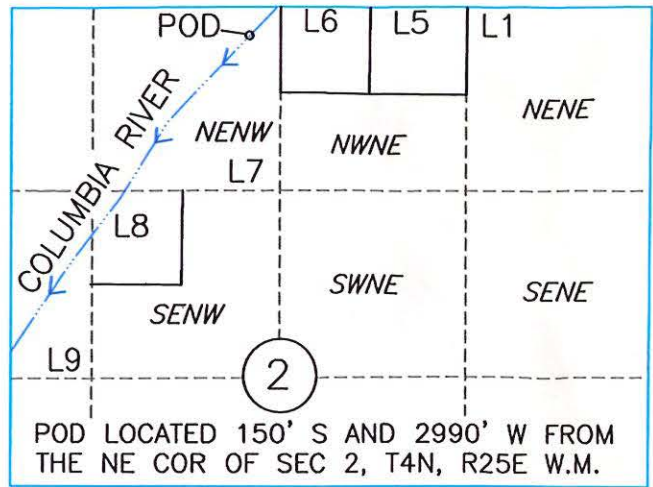 POD
L6
L5
L1
NENE
NENW
NWNE
COLUMBIA RIVER
L7
L8
SENW
SWNE
SENE
L9
2
POD LOCATED 150' S AND 2990' W FROM
THE NE COR OF SEC 2, T4N, R25E W.M.